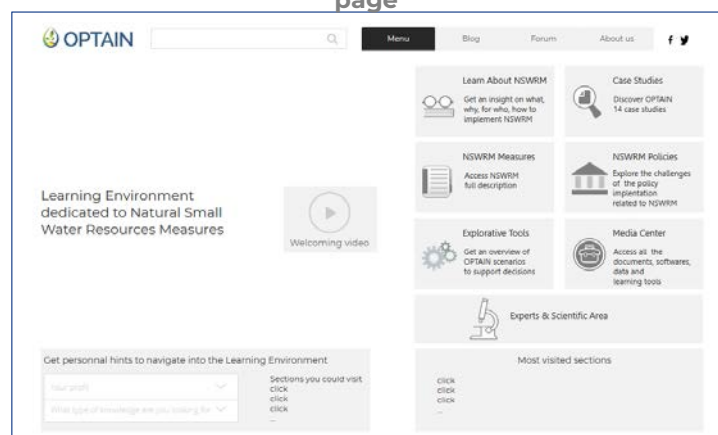 page
OPTAIN
Menu
Blog
Forum
About us
Learn About NSWRM
Get an insight on what,
why, for who, how to
implement NSWRM
Case Studies
Discover OPTAIN
14 case studies
NSWRM Measures
Access NSWRM
full description
NSWRM Policies
Explore the challenges
of the policy
implentation
related to NSWRM
Learning Environment
dedicated to Natural Small
Water Resources Measures
Welcoming video
Explorative Tools
Get an overview of
OPTAIN scenarios
to support decisions
Media Center
Access all the
documents, softwares,
data and
learning tools
Experts & Scientific Area
Get personnal hints to navigate into the Learning Environment
Your profil
What type of knowledge are you looking for
Sections you could visit
click
click
click
...
Most visited sections
click
click
click
...